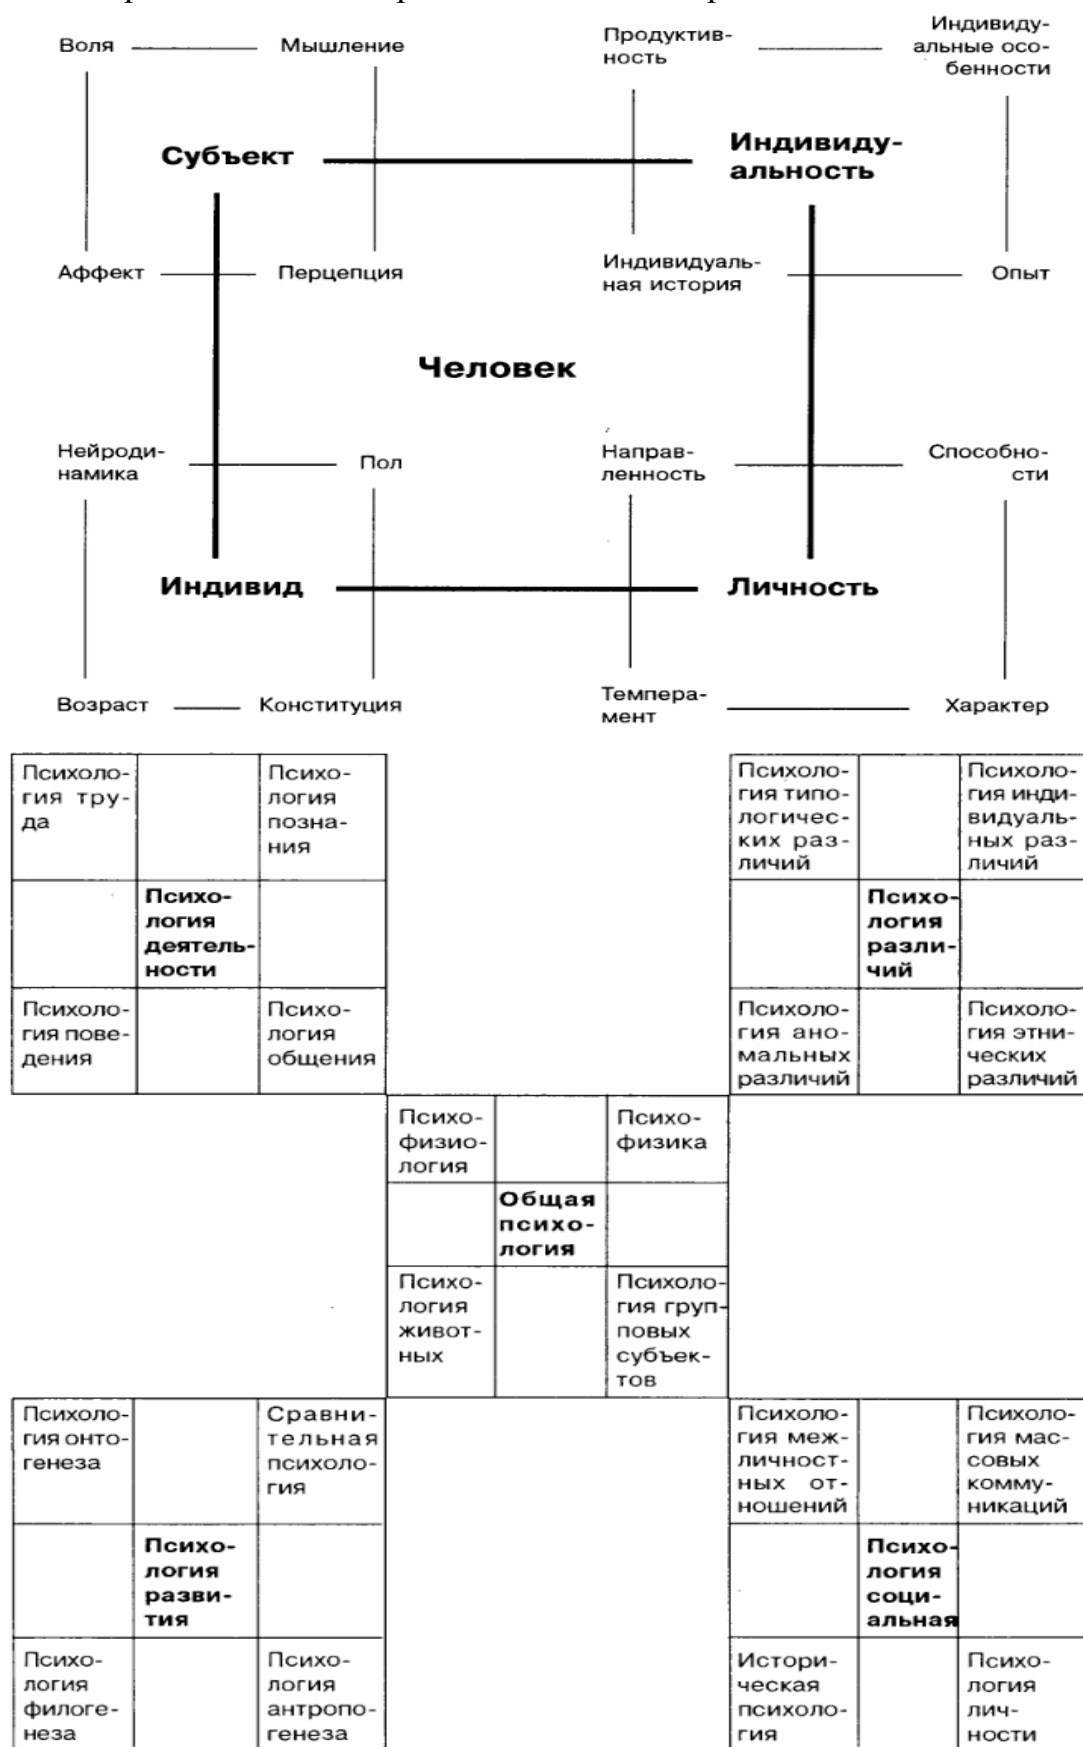 Воля
Мышление
Продуктив-
ность
Индивиду-
альные осо-
бенности
Субъект
Индивиду-
альность
Аффект
Перцепция
Индивидуаль-
ная история
Опыт
Человек
Нейроди-
намика
Пол
Направ-
ленность
Способно-
сти
Индивид
Личность
Возраст
Конституция
Темпера-
мент
Характер
Психоло-
гия тру-
да
Психо-
логия
позна-
ния
Психо-
логия
деятель-
ности
Психоло-
гия пове-
дения
Психо-
логия
общения
Психоло-
гия типо-
логичес-
ких раз-
личий
Психоло-
гия инди-
видуаль-
ных раз-
личий
Психо-
логия
разли-
чий
Психоло-
гия ано-
мальных
различий
Психоло-
гия этни-
ческих
различий
Психо-
физио-
логия
Психо-
физика
Общая
психо-
логия
Психо-
логия
живот-
ных
Психоло-
гия груп-
повых
субъек-
тов
Психоло-
гия онто-
генеза
Сравни-
тельная
психоло-
гия
Психо-
логия
разви-
тия
Психо-
логия
филоге-
неза
Психо-
логия
антропо-
генеза
Психоло-
гия меж-
личност-
ных от-
ношений
Психоло-
гия мас-
совых
комму-
никаций
Психо-
логия
соци-
альная
Истори-
ческая
психоло-
гия
Психо-
логия
лич-
ности